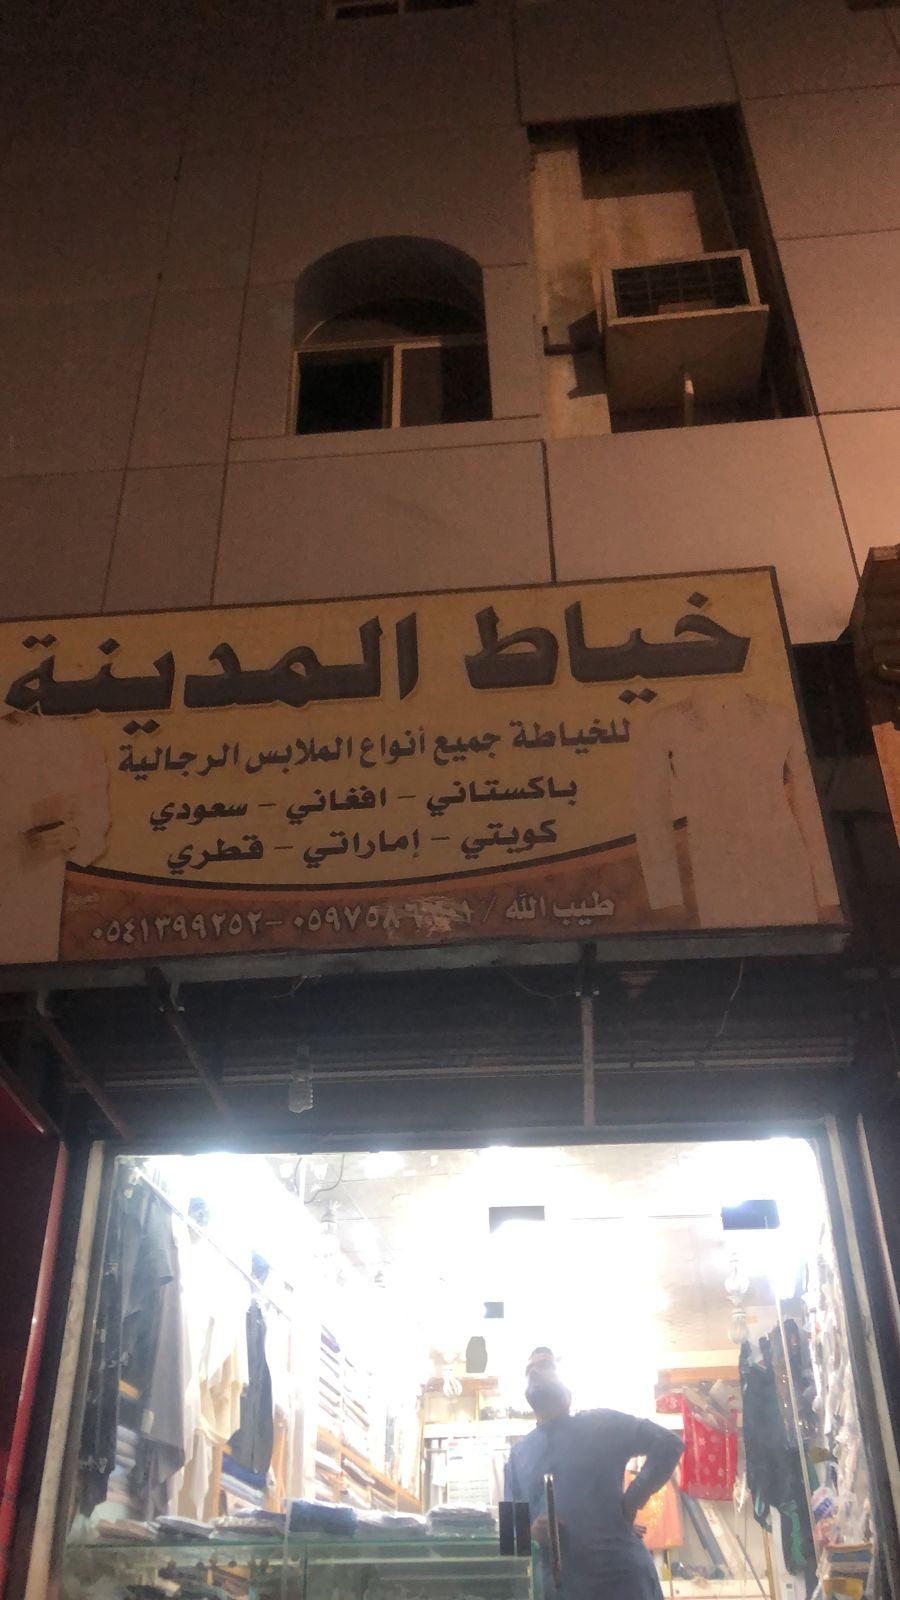 خياط المدينة
للخياطة جميع أنواع الملابس الرجالية
باكستاني - افغاني - سعودي
كويتي - إماراتي - قطري
طيب الله / ٠٥٤١٣٩٩٢٥٢